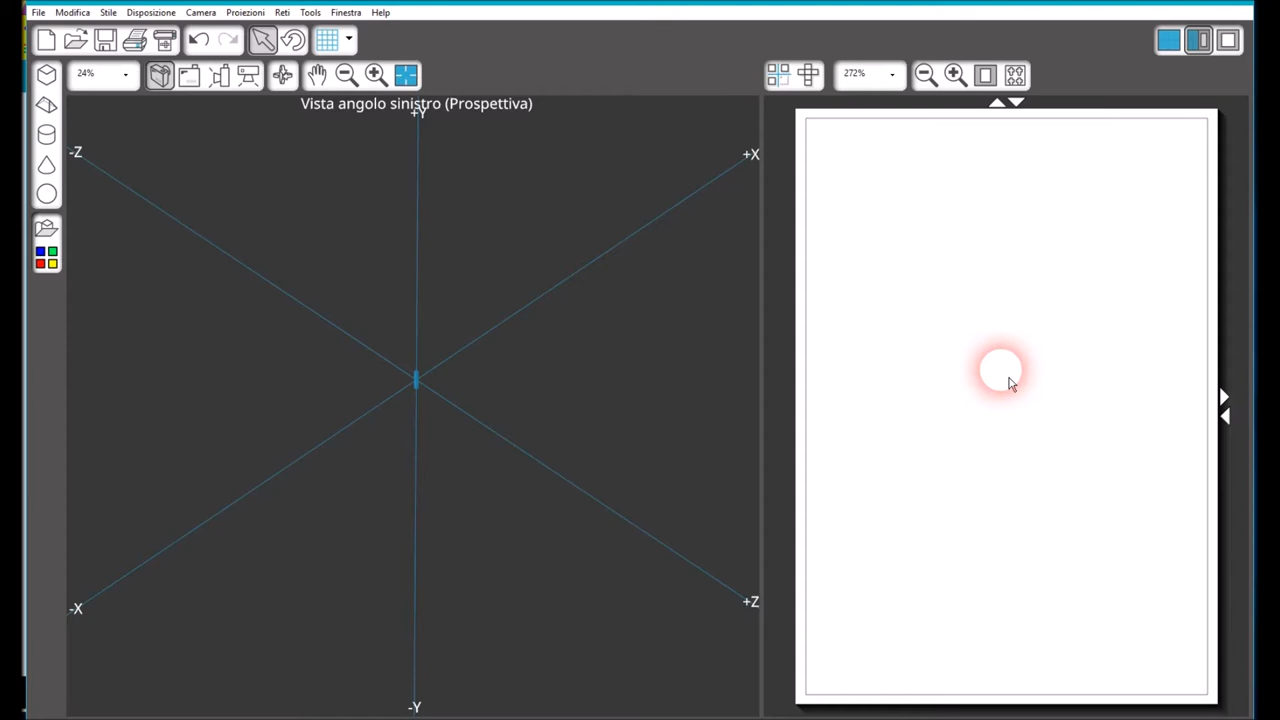 File Modifica Stile Disposizione Camera Proiezioni Reti Tools Finestra Help
24%
272%
Vista angolo sinistro (Prospettiva)
+Y
-Z
+X
-X
+Z
-Y